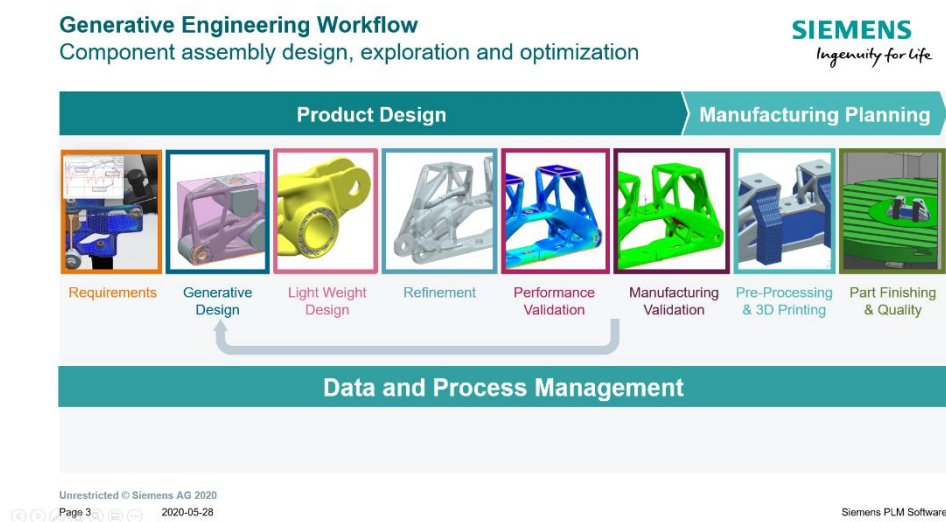 Generative Engineering Workflow
Component assembly design, exploration and optimization
SIEMENS
Ingenuity for life
Product Design
Manufacturing Planning
Requirements
Generative
Design
Light Weight
Design
Refinement
Performance
Validation
Manufacturing
Validation
Pre-Processing
& 3D Printing
Part Finishing
& Quality
Data and Process Management
Unrestricted © Siemens AG 2020
Page 3
2020-05-28
Siemens PLM Software